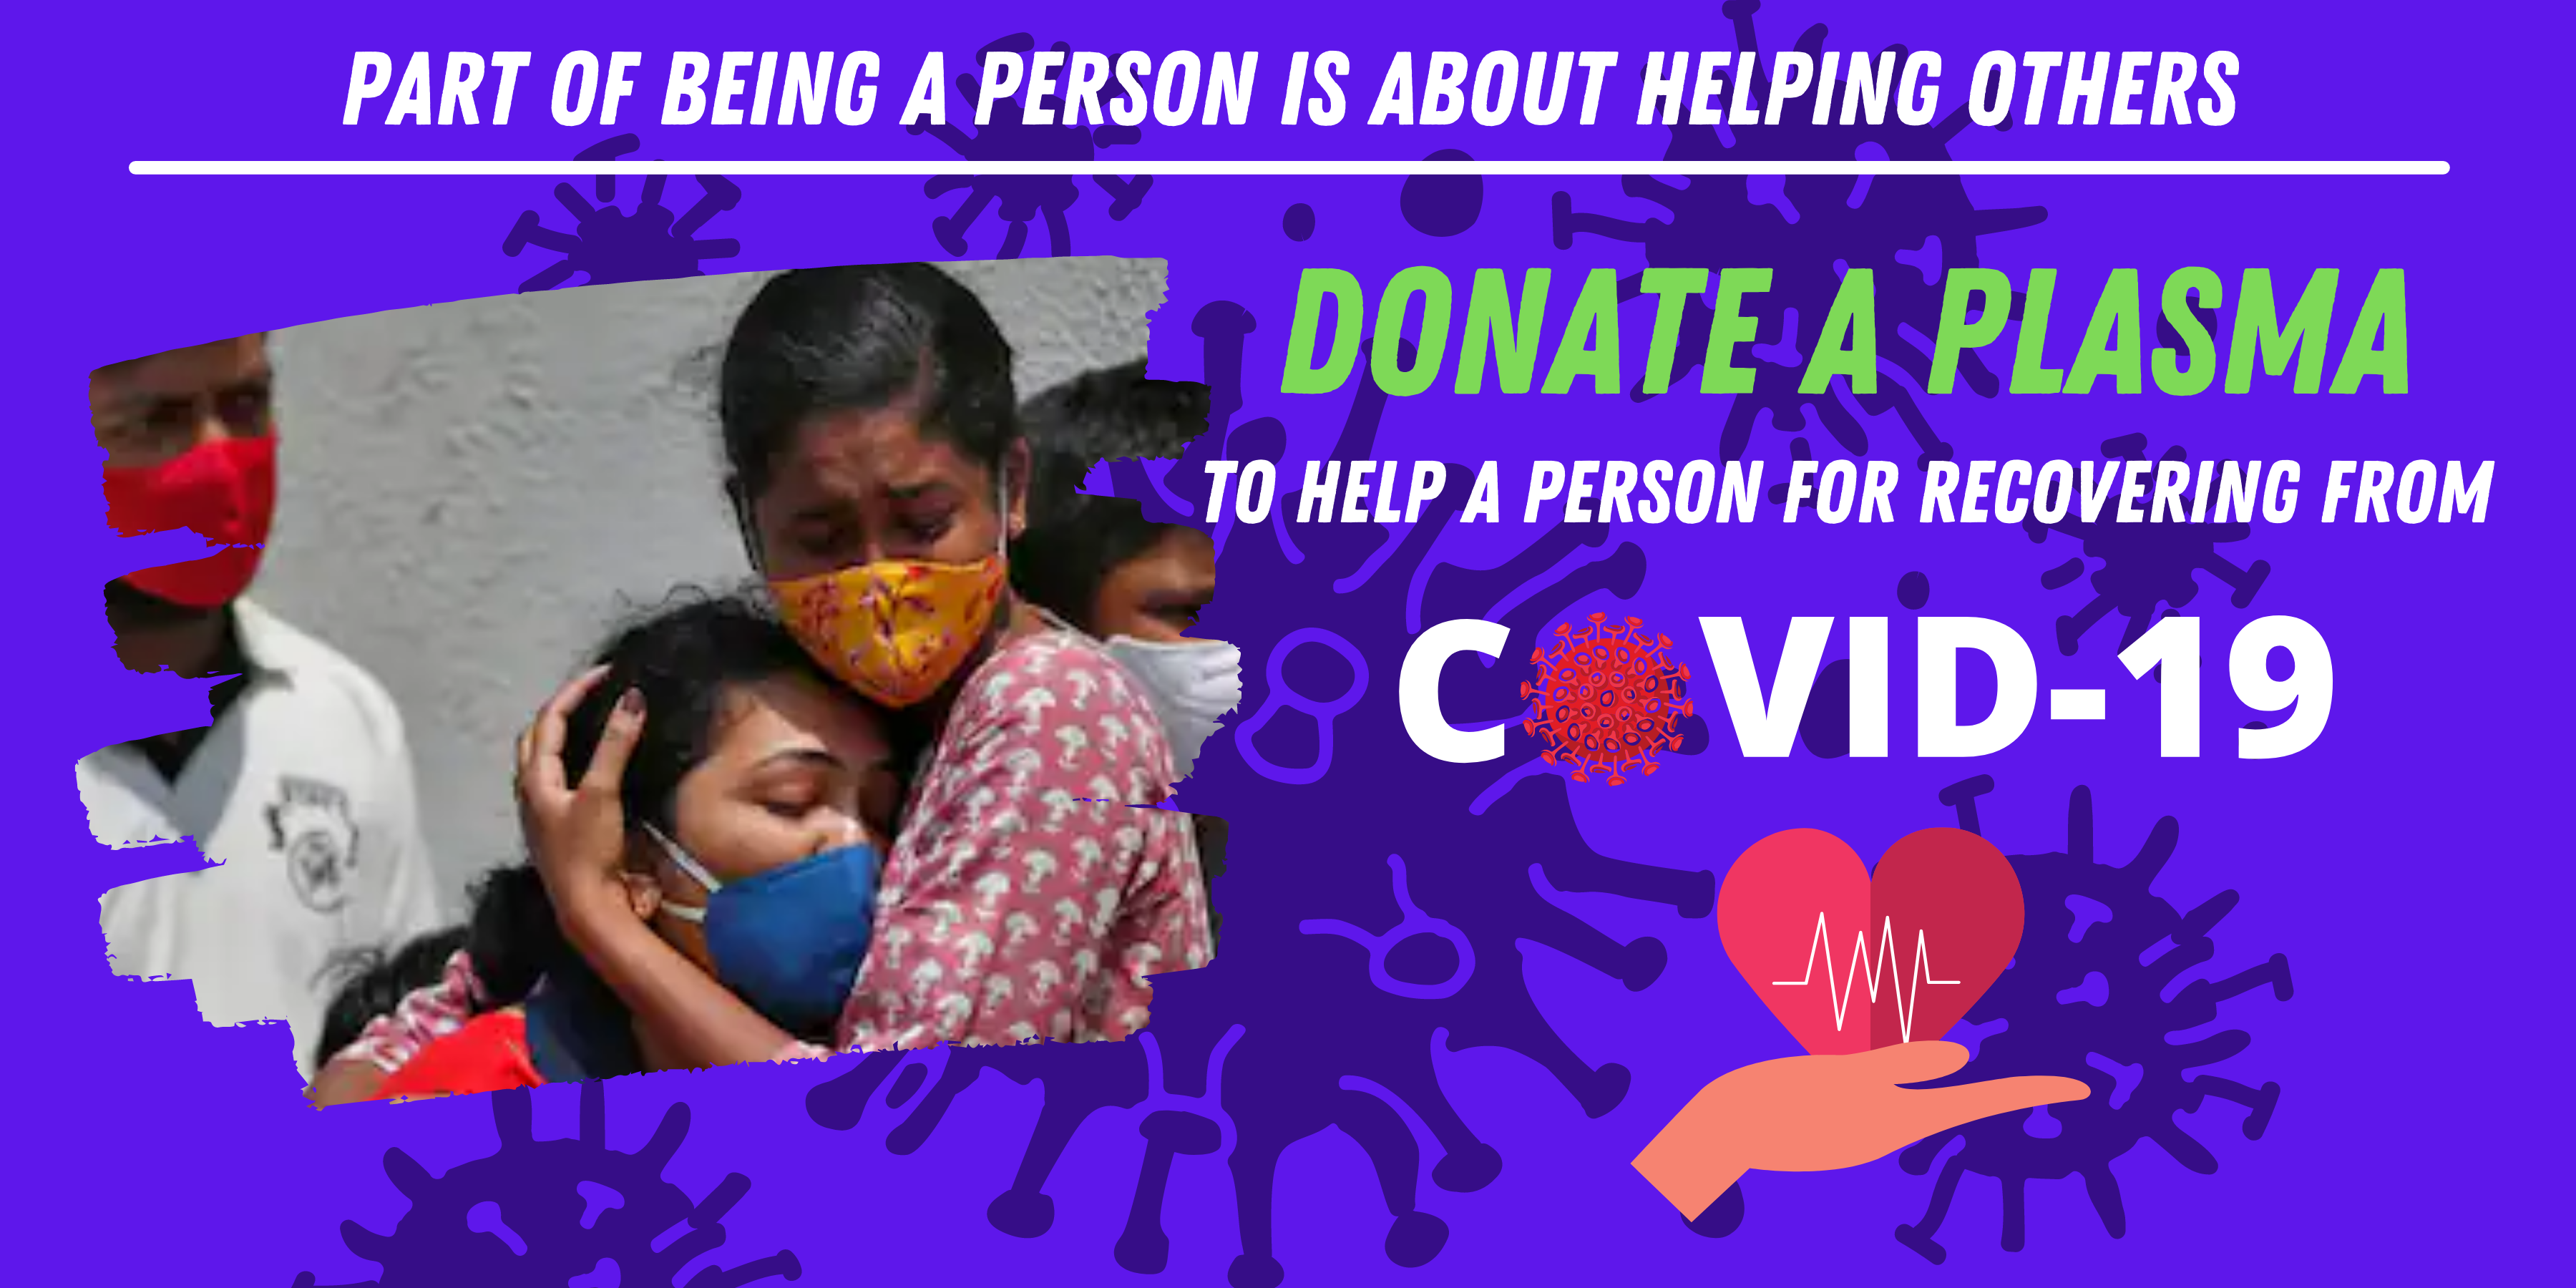 PART OF BEING A PERSON IS ABOUT HELPING OTHERS
DONATE A PLASMA
TO HELP A PERSON FOR RECOVERING FROM
COVID-19